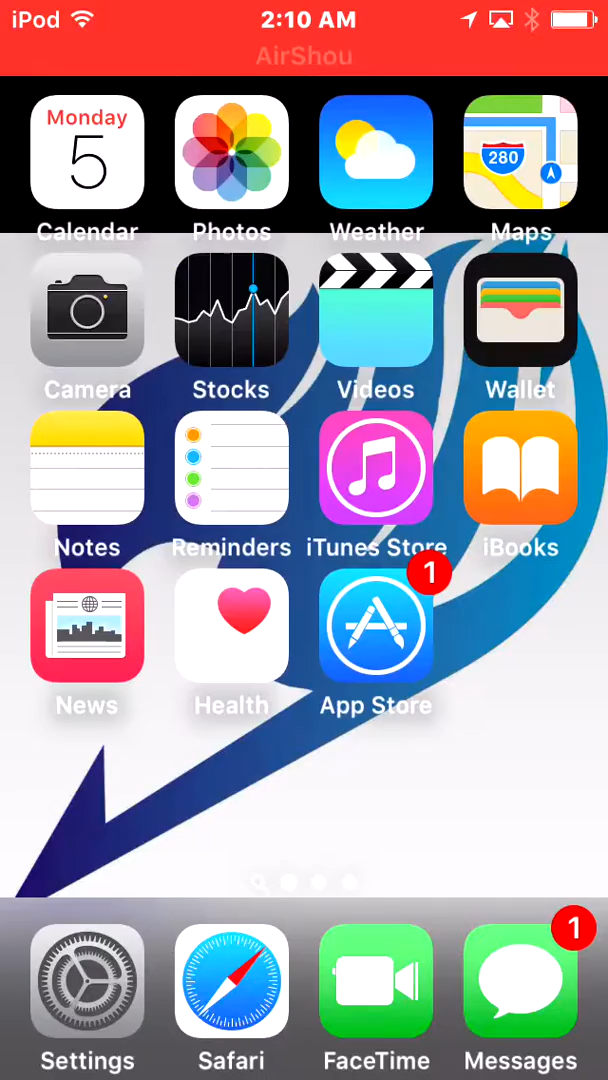 iPod 2:10 AM
AirShou
Monday
5
280
Calendar Photos Weather Maps
Camera Stocks Videos Wallet
Notes Reminders iTunes Store iBooks
1
News Health App Store
1
Settings Safari FaceTime Messages